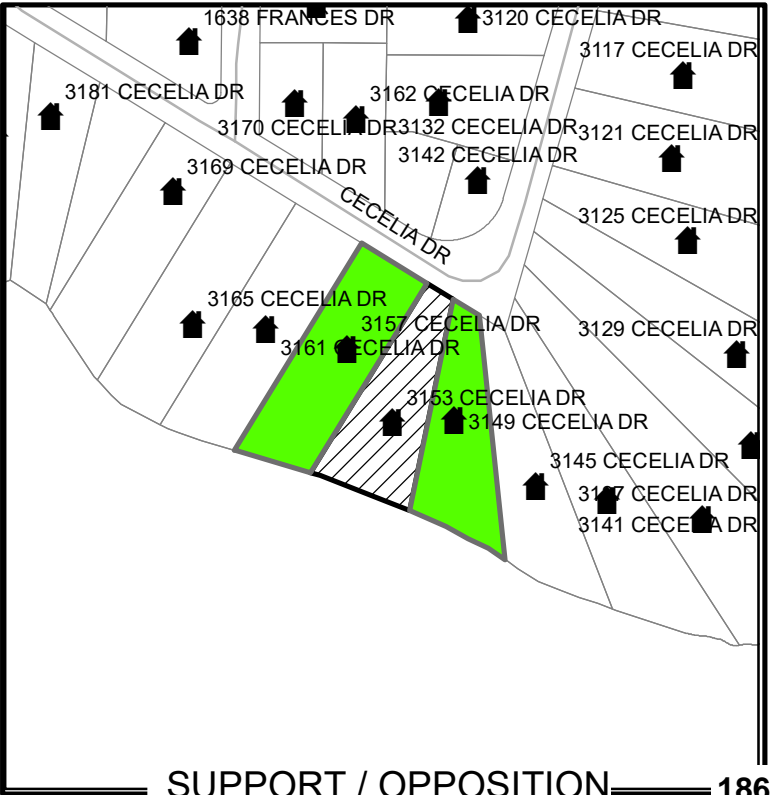 1638 FRANCES DR
3120 CECELIA DR
3117 CECELIA DR
3181 CECELIA DR
3162 CECELIA DR
3170 CECELIA DR
3132 CECELIA DR
3121 CECELIA DR
3142 CECELIA DR
3169 CECELIA DR
CECELIA DR
3125 CECELIA DR
3165 CECELIA DR
3157 CECELIA DR
3129 CECELIA DR
3161 CECELIA DR
3153 CECELIA DR
3149 CECELIA DR
3145 CECELIA DR
CECELIA DR
3141 CECELIA DR
SUPPORT / OPPOSITION
186